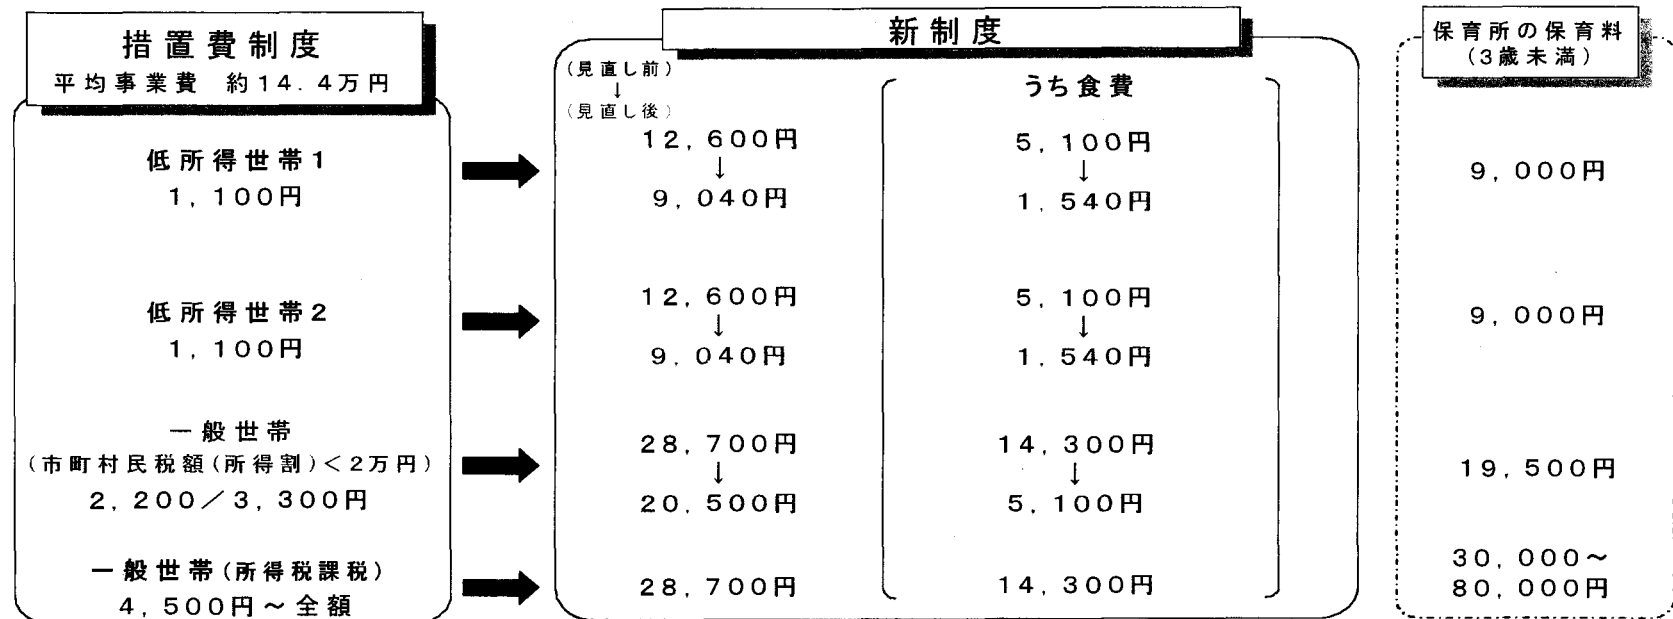 措置費制度
平均事業費 約14.4万円
低所得世帯1
1,100円
低所得世帯2
1,100円
一般世帯
(市町村民税額(所得割)<2万円)
2,200/3,300円
一般世帯(所得税課税)
4,500円~全額
新制度
(見直し前)
↓
(見直し後)
うち食費
12,600円
↓
9,040円
5,100円
↓
1,540円
12,600円
↓
9.040円
5,100円
↓
1,540円
28,700円
↓
20,500円
14,300円
↓
5,100円
28,700円
14,300円
保育所の保育料
(3歳未満)
9,000円
9,000円
19,500円
30,000~
80,000円